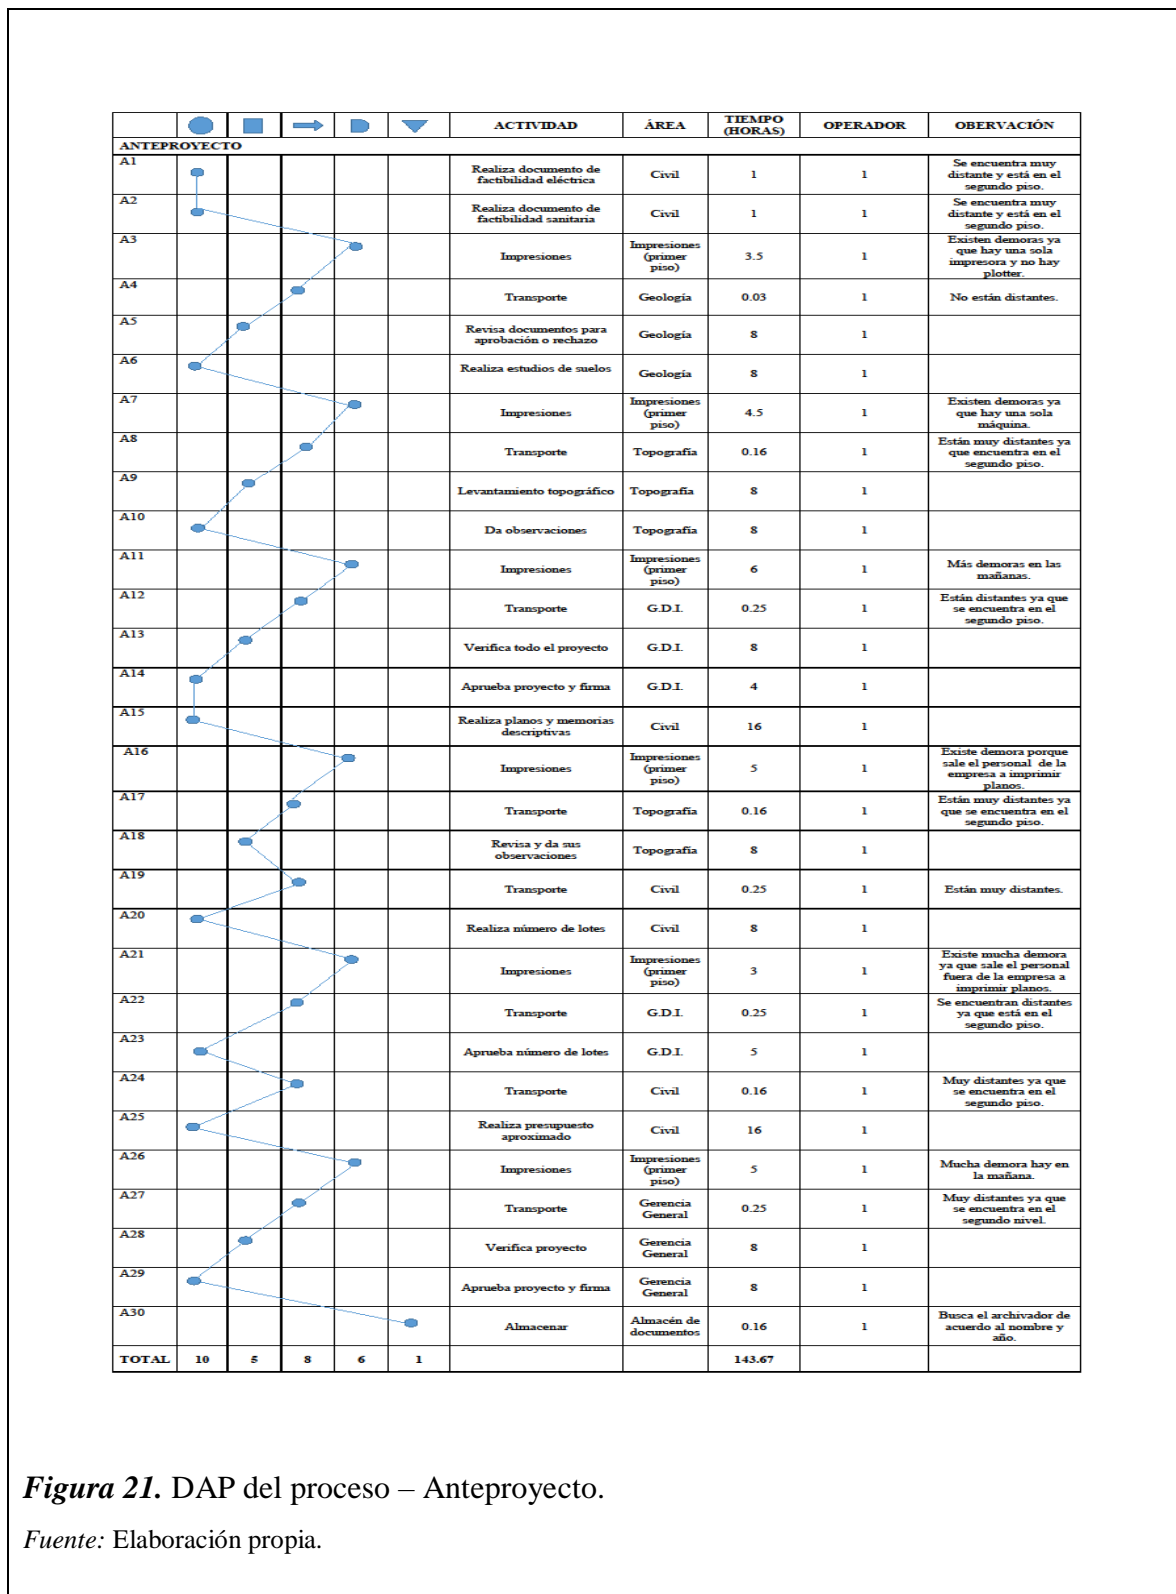 ACTIVIDAD ÁREA TIEMPO (HORAS) OPERADOR OBERVACIÓN
ANTEPROYECTO
A1 Realiza documento de factibilidad eléctrica Civil 1 1 Se encuentra muy distante y está en el segundo piso.
A2 Realiza documento de factibilidad sanitaria Civil 1 1 Se encuentra muy distante y está en el segundo piso.
A3 Impresiones Impresiones (primer piso) 3.5 1 Existen demoras ya que hay una sola impresora y no hay plotter.
A4 Transporte Geología 0.03 1 No están distantes.
A5 Revisa documentos para aprobación o rechazo Geología 8 1
A6 Realiza estudios de suelos Geología 8 1
A7 Impresiones Impresiones (primer piso) 4.5 1 Existen demoras ya que hay una sola máquina.
A8 Transporte Topografía 0.16 1 Están muy distantes ya que encuentra en el segundo piso.
A9 Levantamiento topográfico Topografía 8 1
A10 Da observaciones Topografía 8 1
A11 Impresiones Impresiones (primer piso) 6 1 Más demoras en las mañanas.
A12 Transporte G.D.I. 0.25 1 Están distantes ya que se encuentra en el segundo piso.
A13 Verifica todo el proyecto G.D.I. 8 1
A14 Aprueba proyecto y firma G.D.I. 4 1
A15 Realiza planos y memorias descriptivas Civil 16 1
A16 Impresiones Impresiones (primer piso) 5 1 Existe demora porque sale el personal de la empresa a imprimir planos.
A17 Transporte Topografía 0.16 1 Están muy distantes ya que se encuentra en el segundo piso.
A18 Revisa y da sus observaciones Topografía 8 1
A19 Transporte Civil 0.25 1 Están muy distantes.
A20 Realiza número de lotes Civil 8 1
A21 Impresiones Impresiones (primer piso) 3 1 Existe mucha demora ya que sale el personal fuera de la empresa a imprimir planos.
A22 Transporte G.D.I. 0.25 1 Se encuentran distantes ya que está en el segundo piso.
A23 Aprueba número de lotes G.D.I. 5 1
A24 Transporte Civil 0.16 1 Muy distantes ya que se encuentra en el segundo piso.
A25 Realiza presupuesto aproximado Civil 16 1
A26 Impresiones Impresiones (primer piso) 5 1 Mucha demora hay en la mañana.
A27 Transporte Gerencia General 0.25 1 Muy distantes ya que se encuentra en el segundo nivel.
A28 Verifica proyecto Gerencia General 8 1
A29 Aprueba proyecto y firma Gerencia General 8 1
A30 Almacenar Almacén de documentos 0.16 1 Busca el archivador de acuerdo al nombre y año.
TOTAL 10 5 8 6 1 143.67
Figura 21. DAP del proceso – Anteproyecto.
Fuente: Elaboración propia.